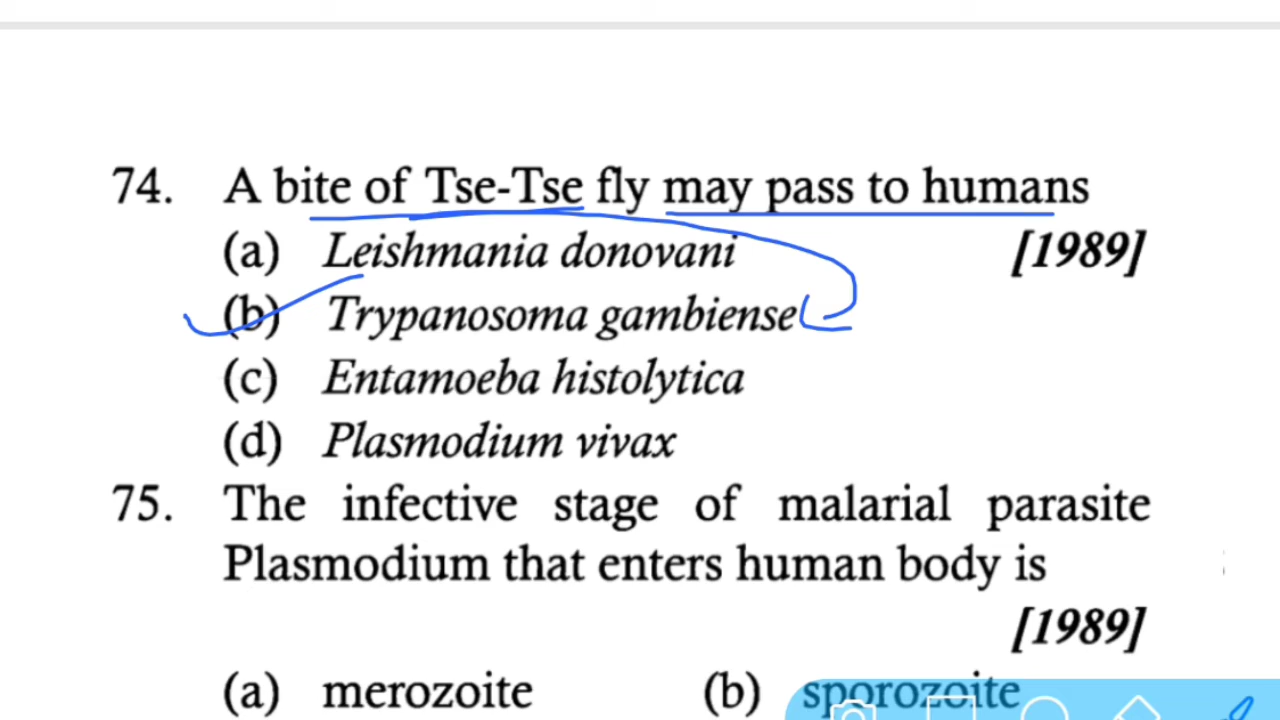 74. A bite of Tse-Tse fly may pass to humans
(a) Leishmania donovani [1989]
(b) Trypanosoma gambiense
(c) Entamoeba histolytica
(d) Plasmodium vivax
75. The infective stage of malarial parasite
Plasmodium that enters human body is
[1989]
(a) merozoite (b) sporozoite